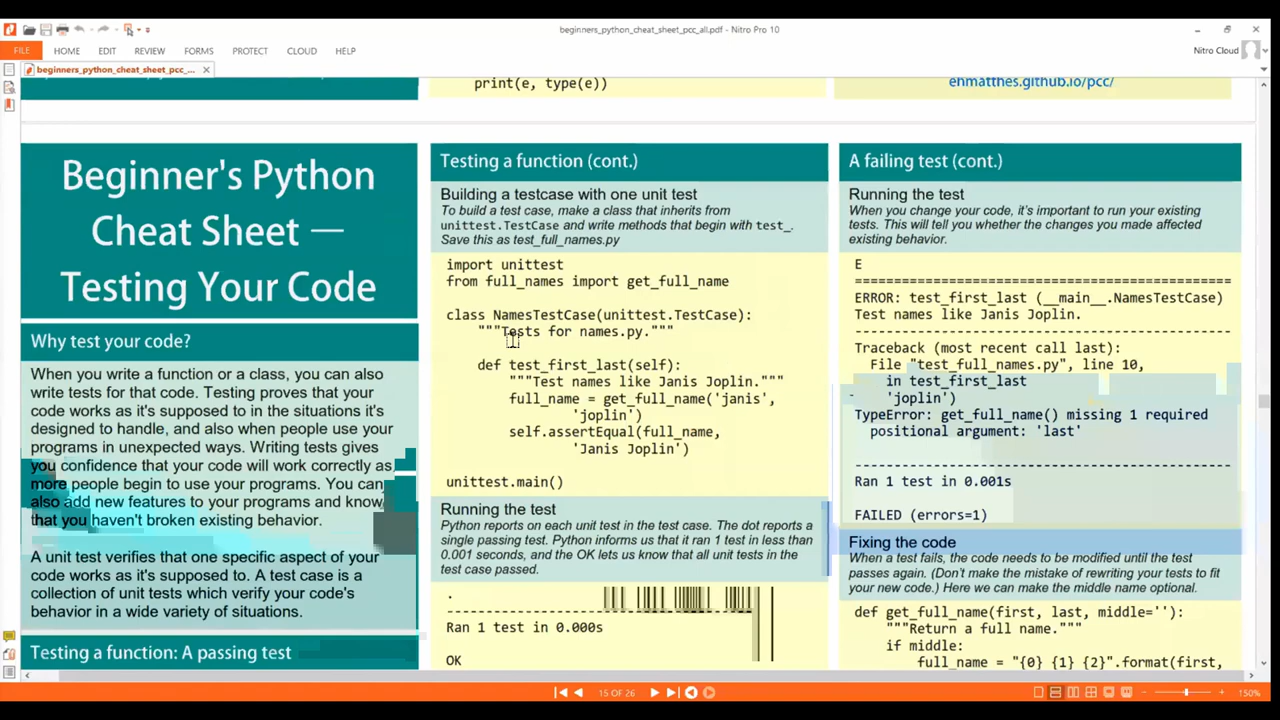 beginners_python_cheat_sheet_pcc_all.pdf - Nitro Pro 10
FILE
HOME
EDIT
REVIEW
FORMS
PROTECT
CLOUD
HELP
Nitro Cloud
beginners_python_cheat_sheet_pcc_...
print(e, type(e))
enmatthes.github.io/pcc/
Beginner's Python
Cheat Sheet —
Testing Your Code
Why test your code?
When you write a function or a class, you can also
write tests for that code. Testing proves that your
code works as it's supposed to in the situations it's
designed to handle, and also when people use your
programs in unexpected ways. Writing tests gives
you confidence that your code will work correctly as
more people begin to use your programs. You can
also add new features to your programs and know
that you haven't broken existing behavior.
A unit test verifies that one specific aspect of your
code works as it's supposed to. A test case is a
collection of unit tests which verify your code's
behavior in a wide variety of situations.
Testing a function: A passing test
Testing a function (cont.)
Building a testcase with one unit test
To build a test case, make a class that inherits from
unittest.TestCase and write methods that begin with test_.
Save this as test_full_names.py
import unittest
from full_names import get_full_name
class NamesTestCase(unittest.TestCase):
"""Tests for names.py."""
def test_first_last(self):
"""Test names like Janis Joplin."""
full_name = get_full_name('janis',
'joplin')
self.assertEqual(full_name,
'Janis Joplin')
unittest.main()
Running the test
Python reports on each unit test in the test case. The dot reports a
single passing test. Python informs us that it ran 1 test in less than
0.001 seconds, and the OK lets us know that all unit tests in the
test case passed.
.
---------------------------------------
Ran 1 test in 0.000s
OK
A failing test (cont.)
Running the test
When you change your code, it's important to run your existing
tests. This will tell you whether the changes you made affected
existing behavior.
E
================================================
ERROR: test_first_last (__main__.NamesTestCase)
Test names like Janis Joplin.
------------------------------------------------
Traceback (most recent call last):
File "test_full_names.py", line 10,
in test_first_last
'joplin')
TypeError: get_full_name() missing 1 required
positional argument: 'last'
------------------------------------------------
Ran 1 test in 0.001s
FAILED (errors=1)
Fixing the code
When a test fails, the code needs to be modified until the test
passes again. (Don't make the mistake of rewriting your tests to fit
your new code.) Here we can make the middle name optional.
def get_full_name(first, last, middle=''):
"""Return a full name."""
if middle:
full_name = "{0} {1} {2}".format(first,
15 OF 26
150%